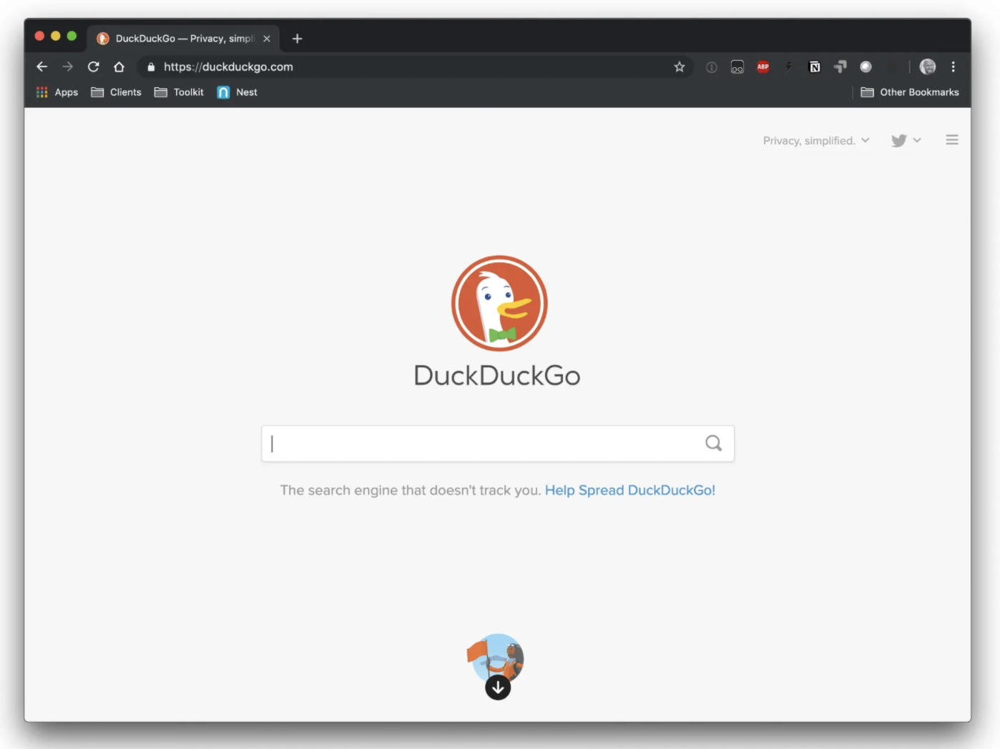 DuckDuckGo — Privacy, simpli
https://duckduckgo.com
ABP
N
Apps
Clients
Toolkit
Nest
Other Bookmarks
Privacy, simplified.
DuckDuckGo
The search engine that doesn't track you. Help Spread DuckDuckGo!